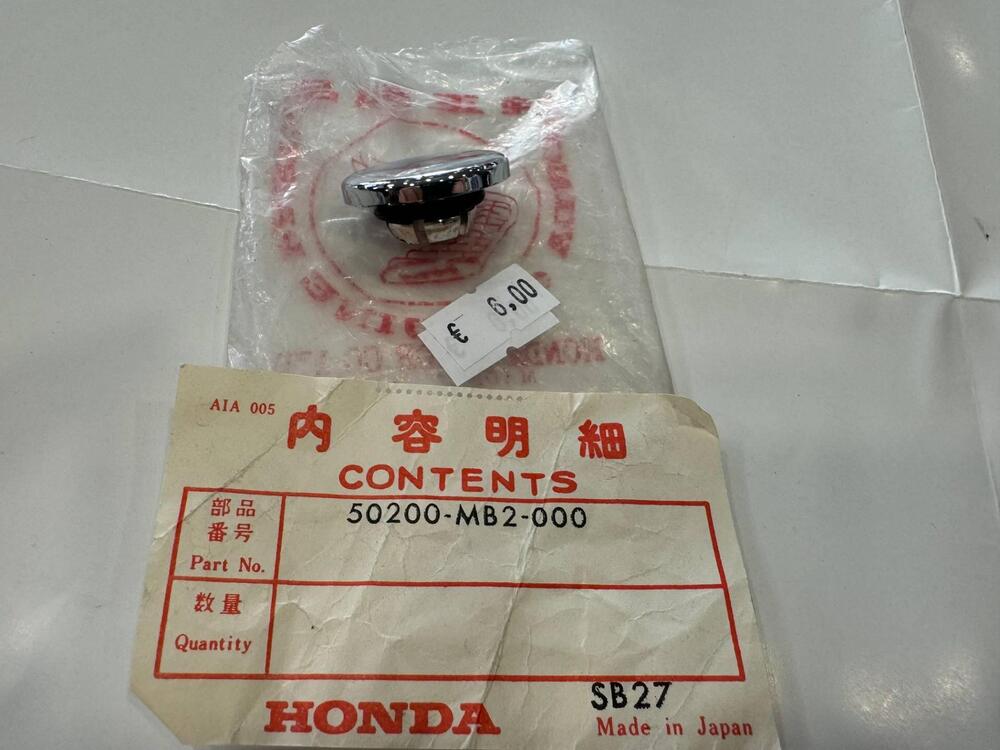 € 6,00
AIA 005
内容明細
CONTENTS
部品
番号
Part No.
50200-MB2-000
数量
Quantity
HONDA
SB27
Made in Japan